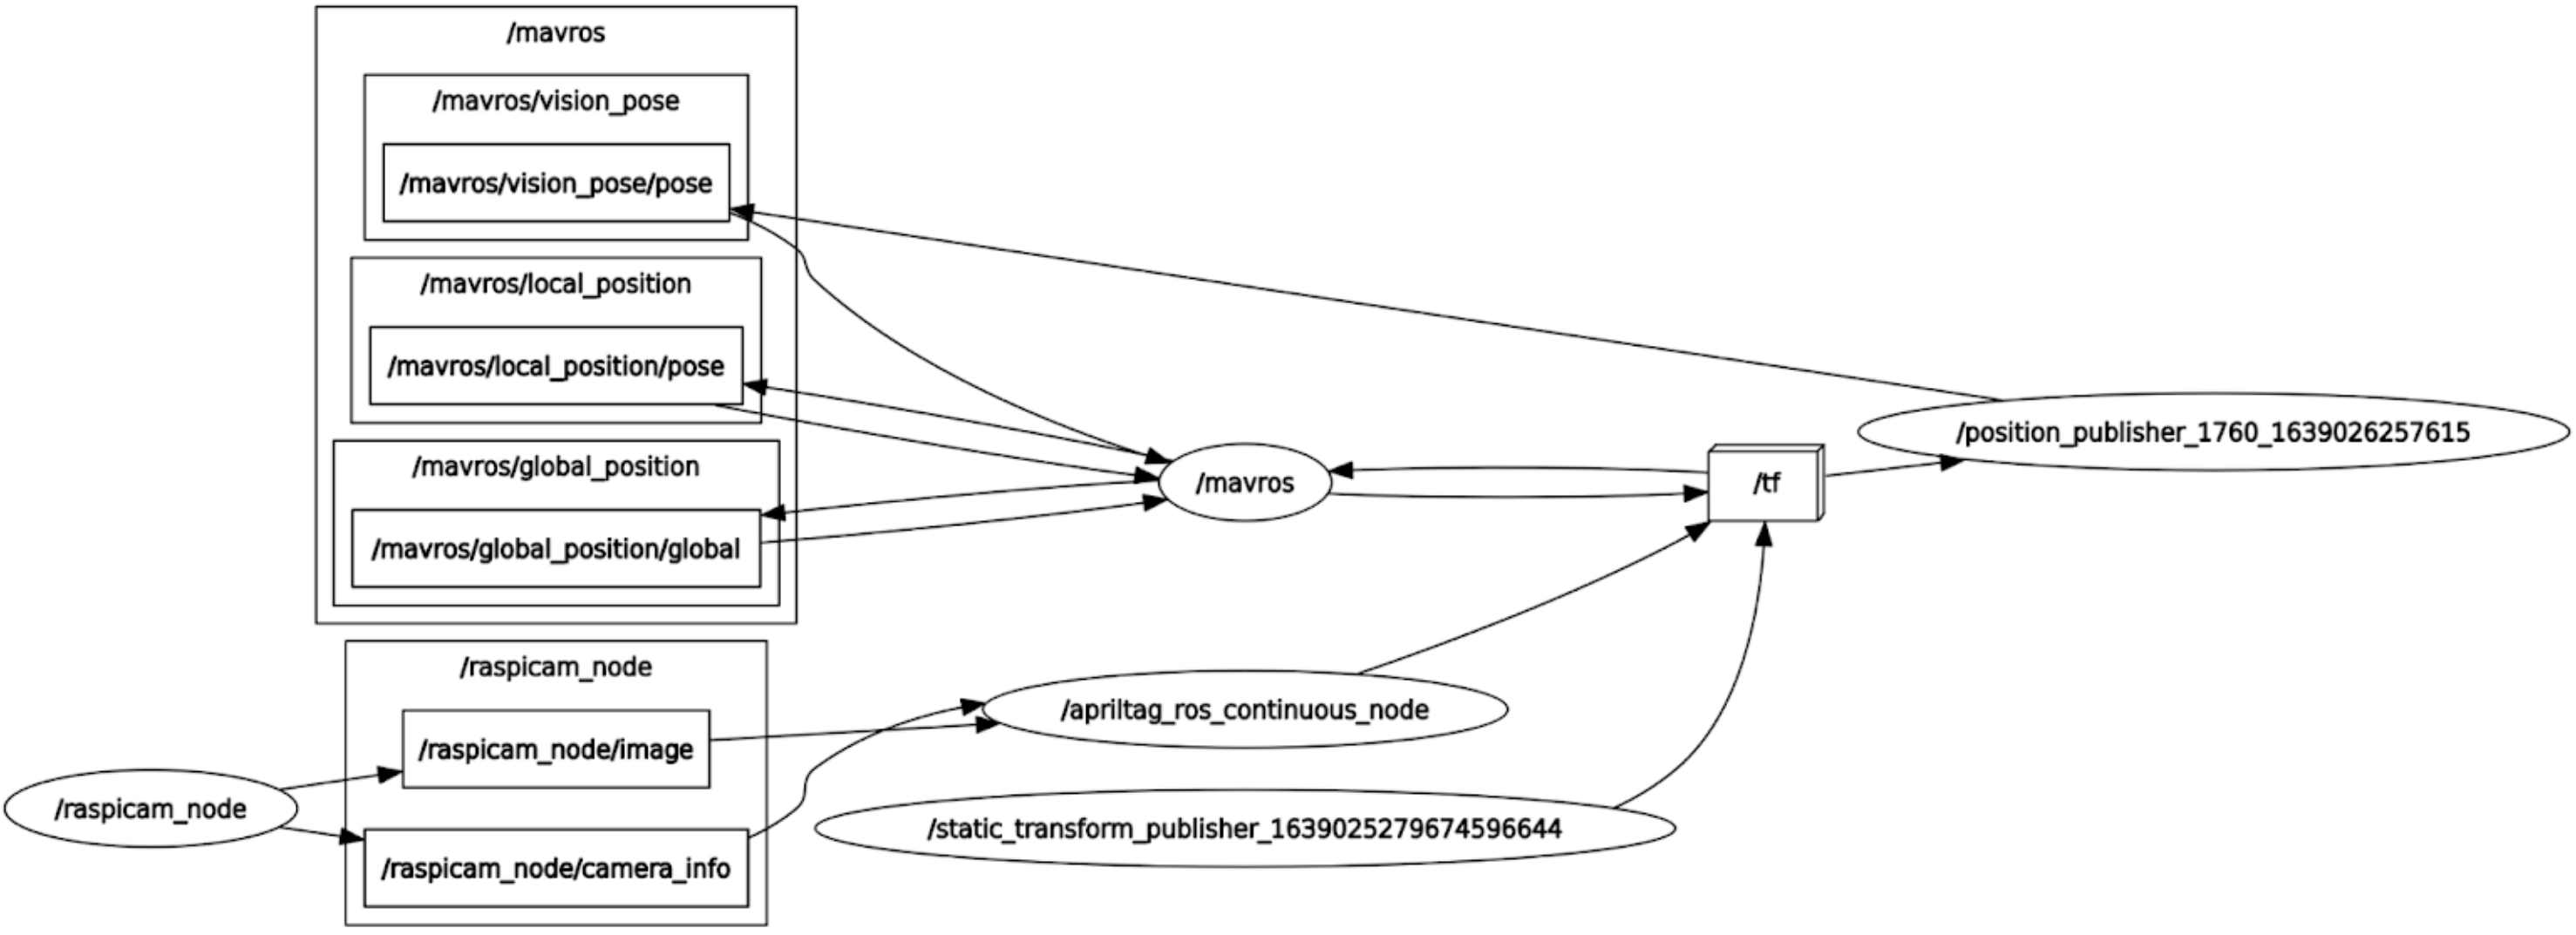 /mavros
/mavros/vision_pose
/mavros/vision_pose/pose
/mavros/local_position
/mavros/local_position/pose
/mavros/global_position
/mavros/global_position/global
/mavros
/tf
/position_publisher_1760_1639026257615
/raspicam_node
/raspicam_node/image
/raspicam_node/camera_info
/raspicam_node
/apriltag_ros_continuous_node
/static_transform_publisher_1639025279674596644